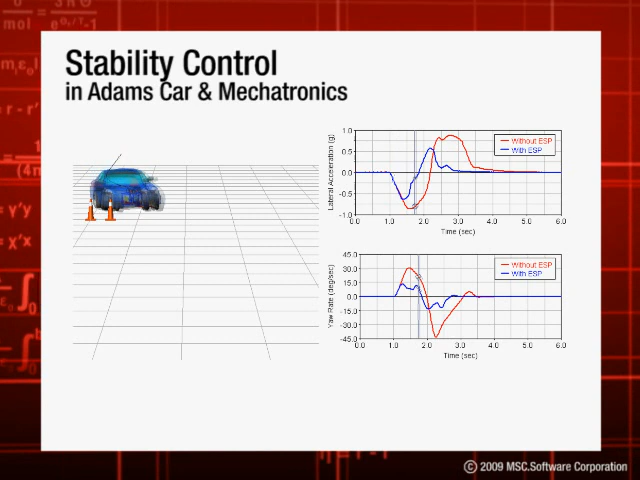 Stability Control
in Adams Car & Mechatronics
Lateral Acceleration (g)
1.0
0.5
0.0
-0.5
-1.0
Without ESP
With ESP
0.0 1.0 2.0 3.0 4.0 5.0 6.0
Time (sec)
Yaw Rate (deg/sec)
45.0
30.0
15.0
0.0
-15.0
-30.0
-45.0
Without ESP
With ESP
0.0 1.0 2.0 3.0 4.0 5.0 6.0
Time (sec)
© 2009 MSC.Software Corporation